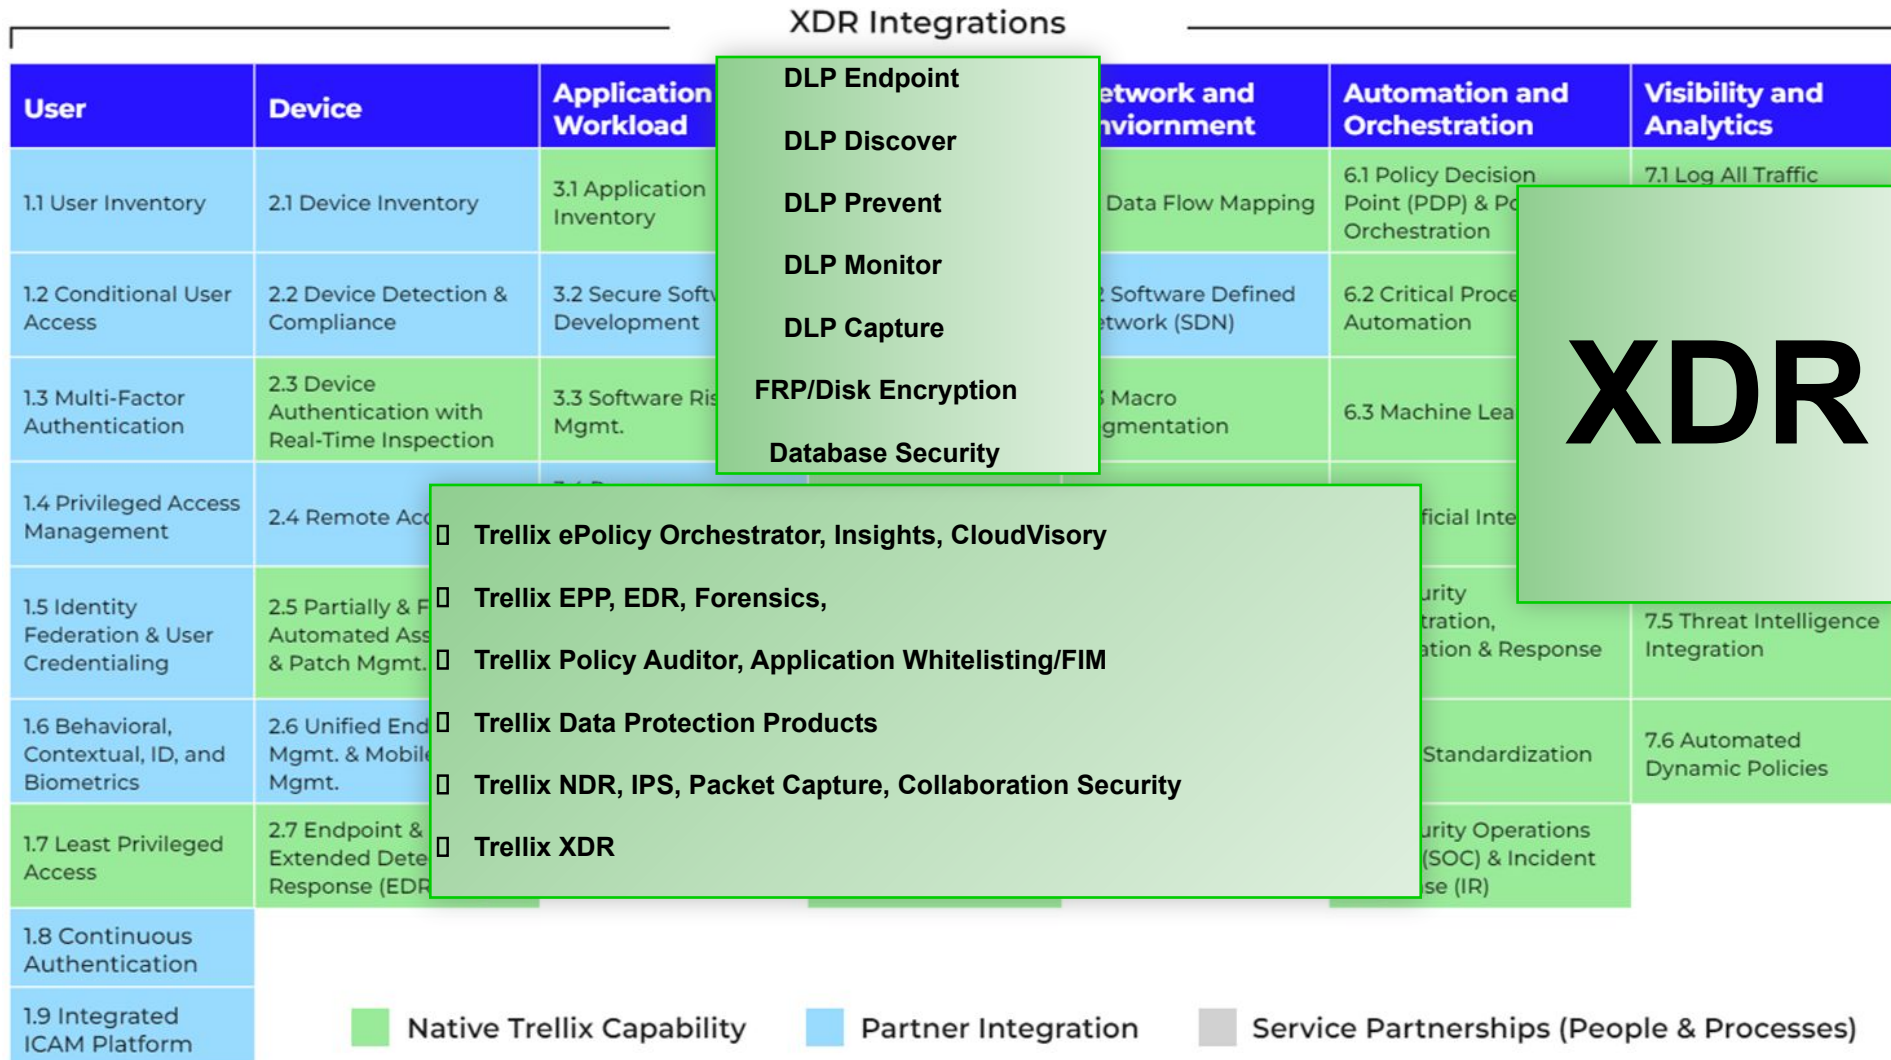 XDR Integrations
User
Device
Application
Workload
etwork and
nviornment
Automation and
Orchestration
Visibility and
Analytics
DLP Endpoint
DLP Discover
DLP Prevent
DLP Monitor
DLP Capture
FRP/Disk Encryption
Database Security
1.1 User Inventory
2.1 Device Inventory
3.1 Application
Inventory
Data Flow Mapping
6.1 Policy Decision
Point (PDP) &
Orchestration
7.1 Log All Traffic
1.2 Conditional User
Access
2.2 Device Detection &
Compliance
3.2 Secure
Development
Software Defined
etwork (SDN)
6.2 Critical
Automation
XDR
1.3 Multi-Factor
Authentication
2.3 Device
Authentication with
Real-Time Inspection
3.3 Software
Mgmt.
Macro
gmentation
6.3 Machine
1.4 Privileged Access
Management
2.4 Remote
ficial
1.5 Identity
Federation & User
Credentialing
2.5 Partially &
Automated
& Patch Mgmt.
urity
tration,
ation & Response
7.5 Threat Intelligence
Integration
1.6 Behavioral,
Contextual, ID, and
Biometrics
2.6 Unified
Mgmt. & Mobile
Mgmt.
Standardization
7.6 Automated
Dynamic Policies
1.7 Least Privileged
Access
2.7 Endpoint &
Extended
Response (EDR
urity Operations
(SOC) & Incident
se (IR)
Trellix ePolicy Orchestrator, Insights, CloudVisory
Trellix EPP, EDR, Forensics,
Trellix Policy Auditor, Application Whitelisting/FIM
Trellix Data Protection Products
Trellix NDR, IPS, Packet Capture, Collaboration Security
Trellix XDR
1.8 Continuous
Authentication
1.9 Integrated
ICAM Platform
Native Trellix Capability
Partner Integration
Service Partnerships (People & Processes)